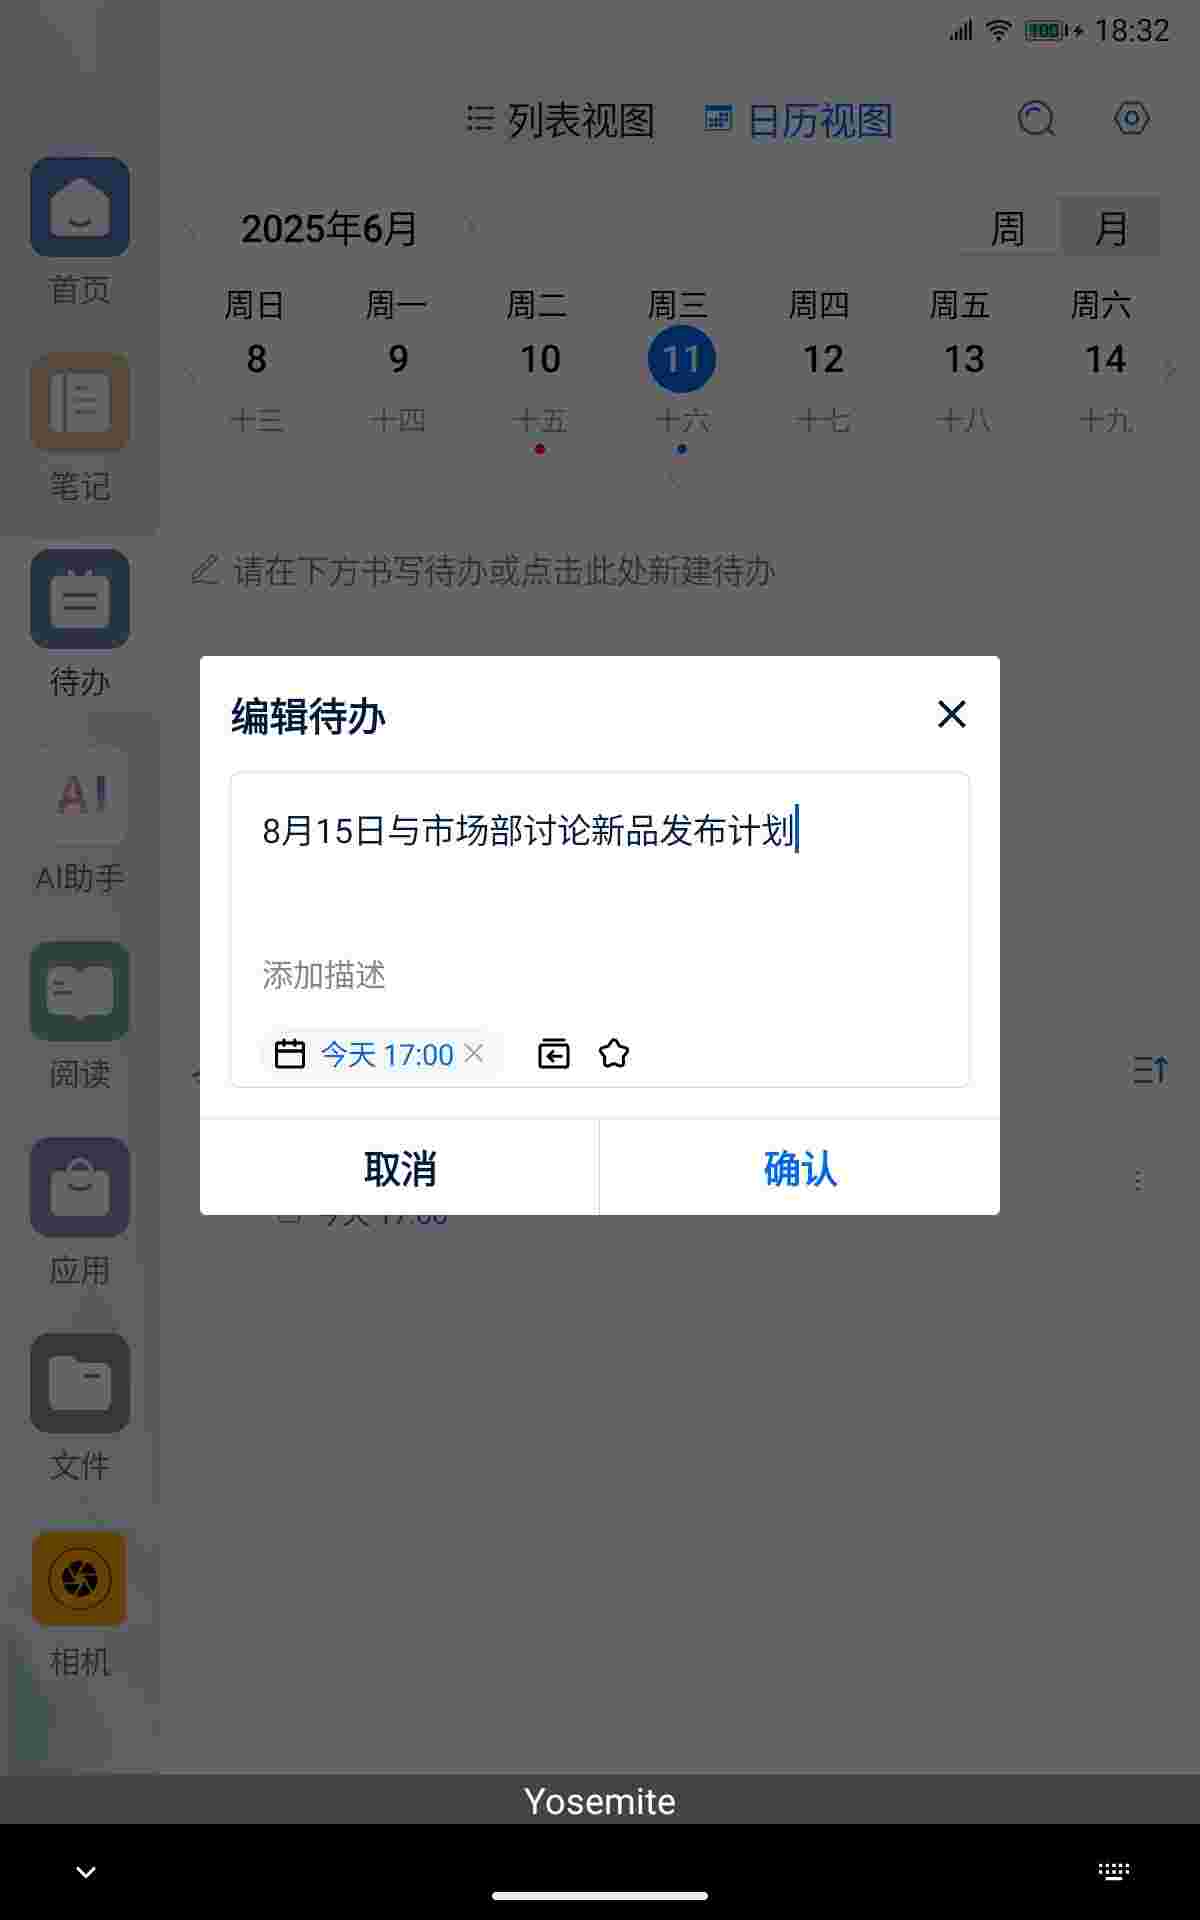 100 18:32
列表视图 日历视图
2025年6月 周 月
周日 周一 周二 周三 周四 周五 周六
8 9 10 11 12 13 14
十三 十四 十五 十六 十七 十八 十九
请在下方书写待办或点击此处新建待办
首页
笔记
待办
AI
AI助手
阅读
应用
文件
相机
编辑待办
8月15日与市场部讨论新品发布计划
添加描述
今天 17:00
取消 确认
今天 17:00
Yosemite